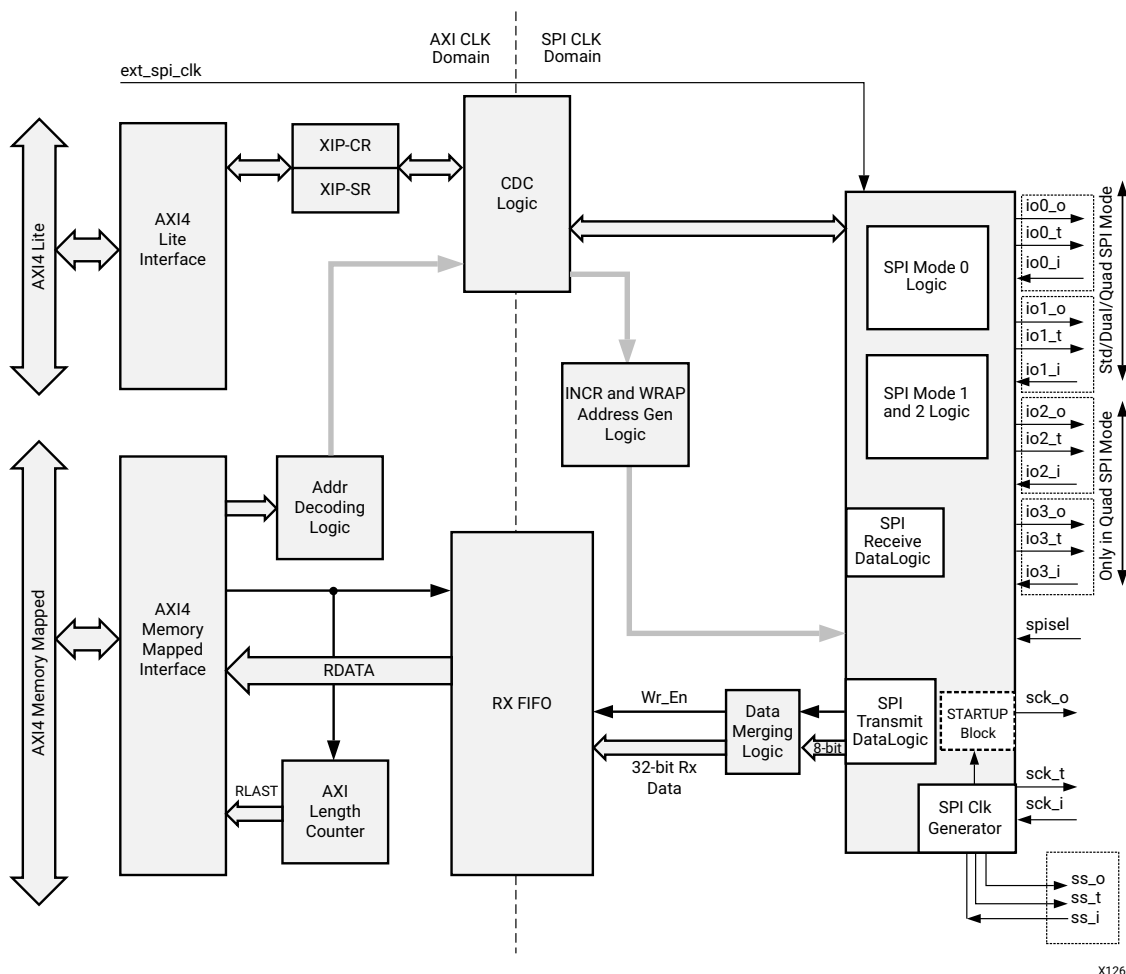 AXI CLK
Domain
SPI CLK
Domain
ext_spi_clk
AXI4 Lite
AXI4
Lite
Interface
XIP-CR
XIP-SR
CDC
Logic
SPI Mode 0
Logic
SPI Mode 1
and 2 Logic
io0_o
io0_t
io0_i
io1_o
io1_t
io1_i
Std/Dual/Quad SPI Mode
io2_o
io2_t
io2_i
io3_o
io3_t
io3_i
Only in Quad SPI Mode
INCR and WRAP
Address Gen
Logic
AXI4 Memory Mapped
AXI4
Memory
Mapped
Interface
Addr
Decoding
Logic
SPI
Receive
DataLogic
spisel
RDATA
RX FIFO
Wr_En
32-bit Rx
Data
Data
Merging
Logic
8-bit
SPI
Transmit
DataLogic
STARTUP
Block
sck_o
sck_t
sck_i
SPI Clk
Generator
RLAST
AXI
Length
Counter
ss_o
ss_t
ss_i
X126